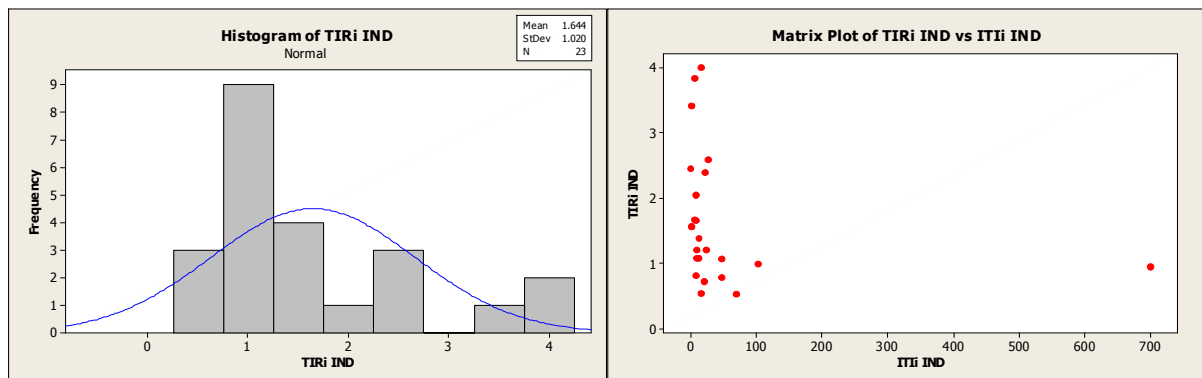 Histogram of TIRi IND
Normal
Mean 1.644
StDev 1.020
N 23
Frequency
9
8
7
6
5
4
3
2
1
0
0 1 2 3 4
TIRi IND
Matrix Plot of TIRi IND vs ITIi IND
TIRi IND
4
3
2
1
0
0 100 200 300 400 500 600 700
ITIi IND